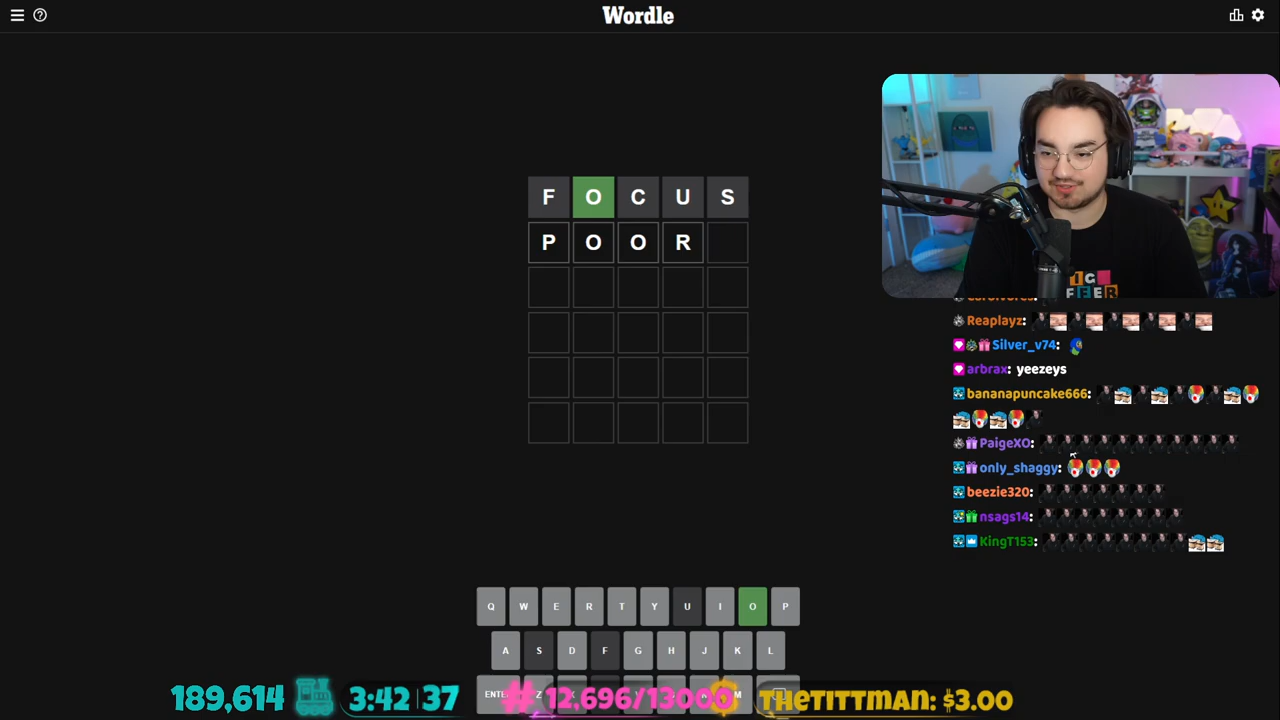 Wordle
F O C U S
P O O R
Reaplayz:
Silver_v74:
arbrax: yeezeys
bananapuncake666:
PaigeXO:
only_shaggy:
beezie320:
nsags14:
KingT153:
Q W E R T Y U I O P
A S D F G H J K L
189,614 3:42 37 # 12,696/13000 THETITTMAN: $3.00